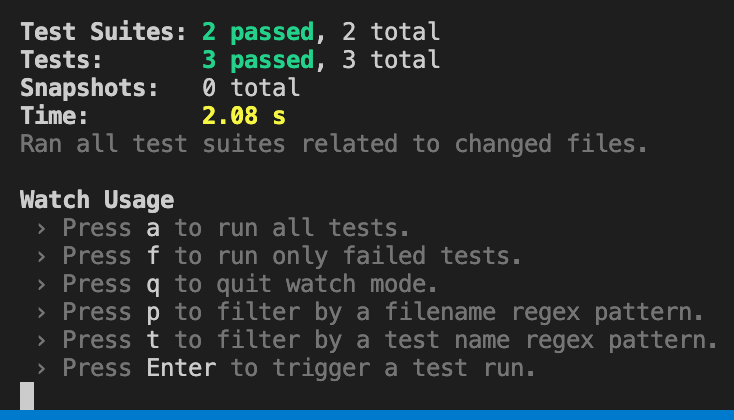 Test Suites: 2 passed, 2 total
Tests: 3 passed, 3 total
Snapshots: 0 total
Time: 2.08 s
Ran all test suites related to changed files.
Watch Usage
› Press a to run all tests.
› Press f to run only failed tests.
› Press q to quit watch mode.
› Press p to filter by a filename regex pattern.
› Press t to filter by a test name regex pattern.
› Press Enter to trigger a test run.